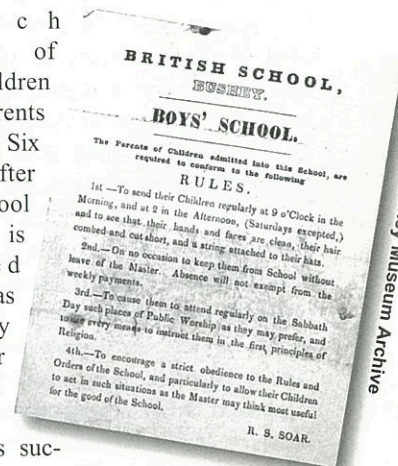 c h
of
ldren
rents
Six
fter
ool
is
e d
as
y
r
s suc-
BRITISH SCHOOL,
BUSHEY.
BOYS' SCHOOL.
The Parents of Children admitted into this School, are
required to conform to the following
RULES.
1st —To send their Children regularly at 9 o'Clock in the
Morning, and at 2 in the Afternoon, (Saturdays excepted,)
and to see that their hands and faces are clean, their hair
combed and cut short, and a string attached to their hats.
2nd.—On no occasion to keep them from School without
leave of the Master. Absence will not exempt from the
weekly payments.
3rd.—To cause them to attend regularly on the Sabbath
Day such places of Public Worship as they may prefer, and
to use every means to instruct them in the first principles of
Religion.
4th.—To encourage a strict obedience to the Rules and
Orders of the School, and particularly to allow their Children
to act in such situations as the Master may think most useful
for the good of the School.
R. S. SOAR.
ey Museum Archive